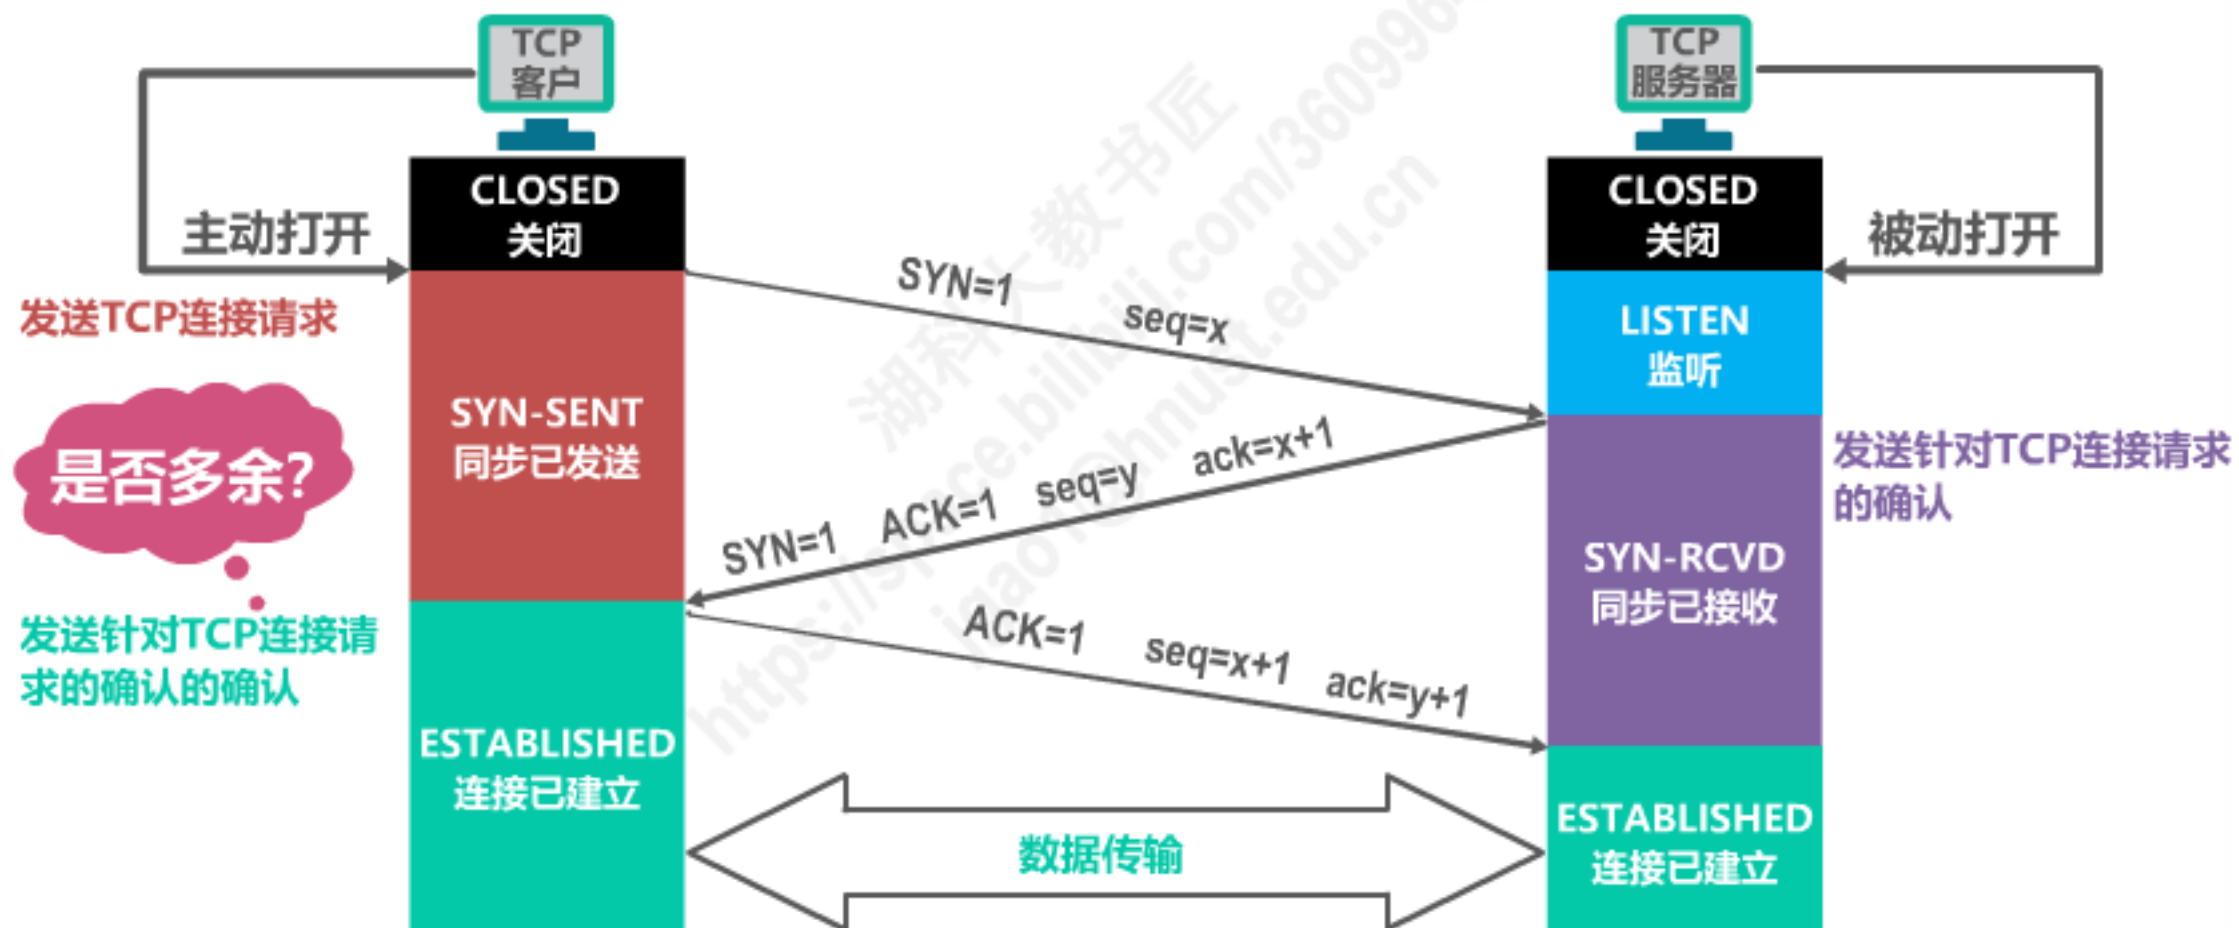 TCP
客户
TCP
服务器
CLOSED
关闭
CLOSED
关闭
主动打开
被动打开
SYN=1 seq=x
发送TCP连接请求
LISTEN
监听
SYN-SENT
同步已发送
是否多余?
SYN=1 ACK=1 seq=y ack=x+1
发送针对TCP连接请求
的确认
SYN-RCVD
同步已接收
发送针对TCP连接请
求的确认的确认
ACK=1 seq=x+1 ack=y+1
ESTABLISHED
连接已建立
数据传输
ESTABLISHED
连接已建立
湖科大教书匠